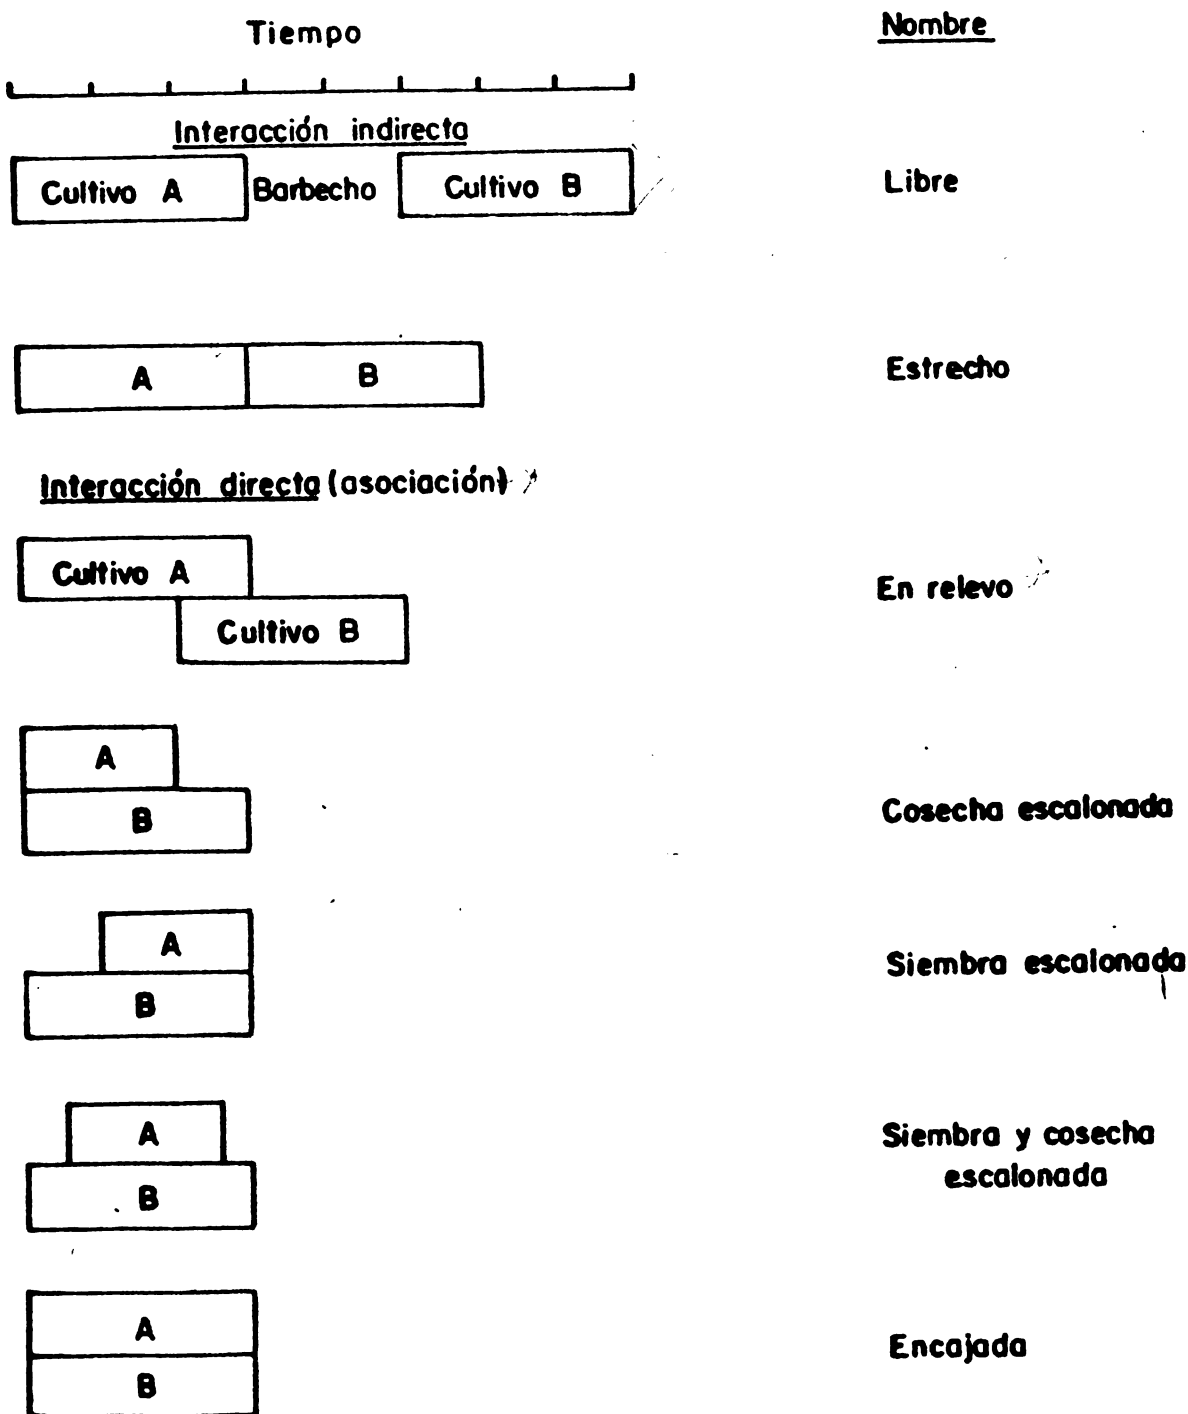 Tiempo
Nombre
Interacción indirecta
Cultivo A Barbecho Cultivo B
Libre
A B
Estrecho
Interacción directa (asociación)
Cultivo A
Cultivo B
En relevo
A
B
Cosecha escalonada
A
B
Siembra escalonada
A
B
Siembra y cosecha
escalonada
A
B
Encajada